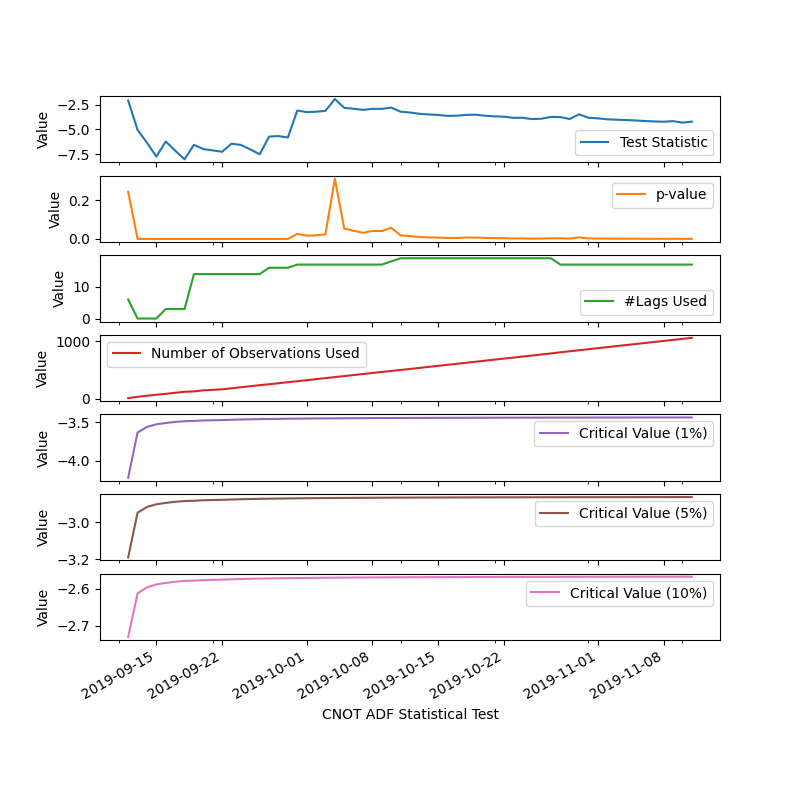 Value
−2.5
−5.0
−7.5
Test Statistic
Value
0.2
0.0
p-value
Value
10
0
#Lags Used
Value
1000
0
Number of Observations Used
Value
−3.5
−4.0
Critical Value (1%)
Value
−3.0
−3.2
Critical Value (5%)
Value
−2.6
−2.7
Critical Value (10%)
2019-09-15
2019-09-22
2019-10-01
2019-10-08
2019-10-15
2019-10-22
2019-11-01
2019-11-08
CNOT ADF Statistical Test